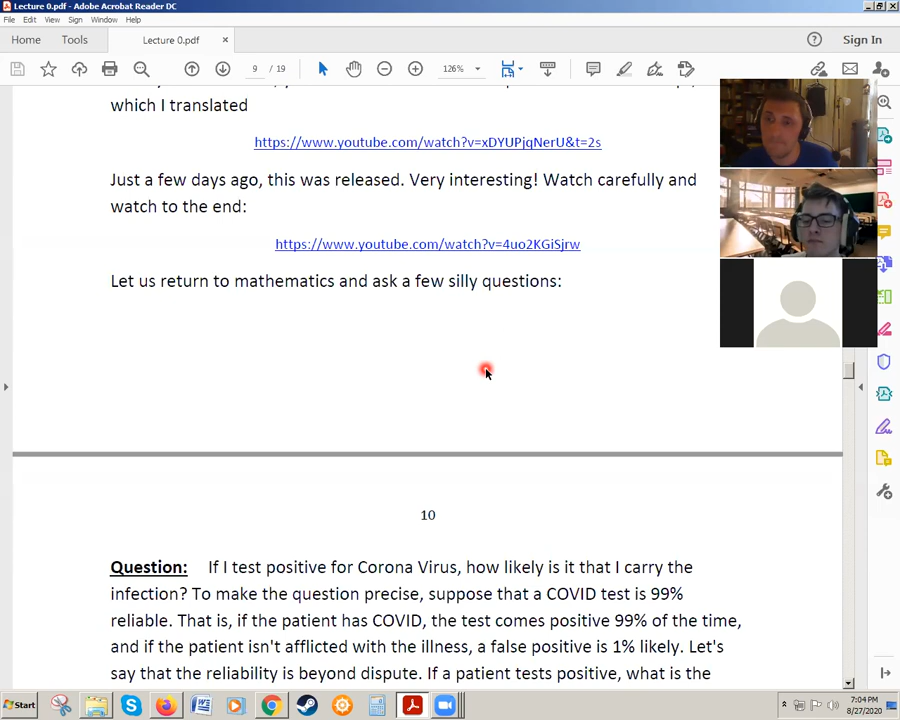 Lecture 0.pdf - Adobe Acrobat Reader DC
File Edit View Sign Window Help
Home Tools Lecture 0.pdf × Sign In
9 / 19 126%
which I translated
https://www.youtube.com/watch?v=xDYUPjqNerU&t=2s
Just a few days ago, this was released. Very interesting! Watch carefully and
watch to the end:
https://www.youtube.com/watch?v=4uo2KGiSjrw
Let us return to mathematics and ask a few silly questions:
10
Question: If I test positive for Corona Virus, how likely is it that I carry the
infection? To make the question precise, suppose that a COVID test is 99%
reliable. That is, if the patient has COVID, the test comes positive 99% of the time,
and if the patient isn't afflicted with the illness, a false positive is 1% likely. Let's
say that the reliability is beyond dispute. If a patient tests positive, what is the
Start
7:04 PM
8/27/2020